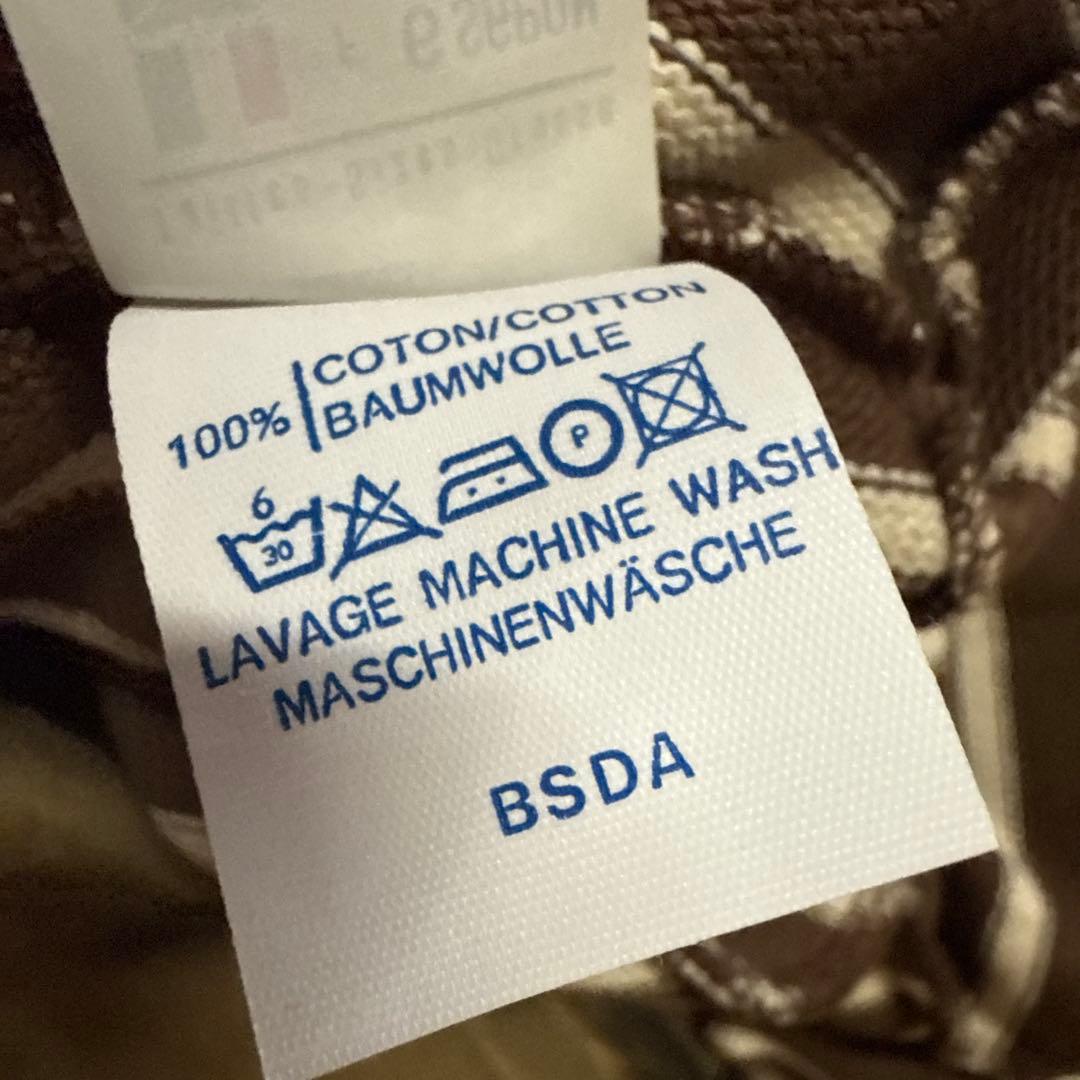 100% COTON/COTTON
BAUMWOLLE
6
30
P
LAVAGE MACHINE WASH
MASCHINENWÄSCHE
BSDA